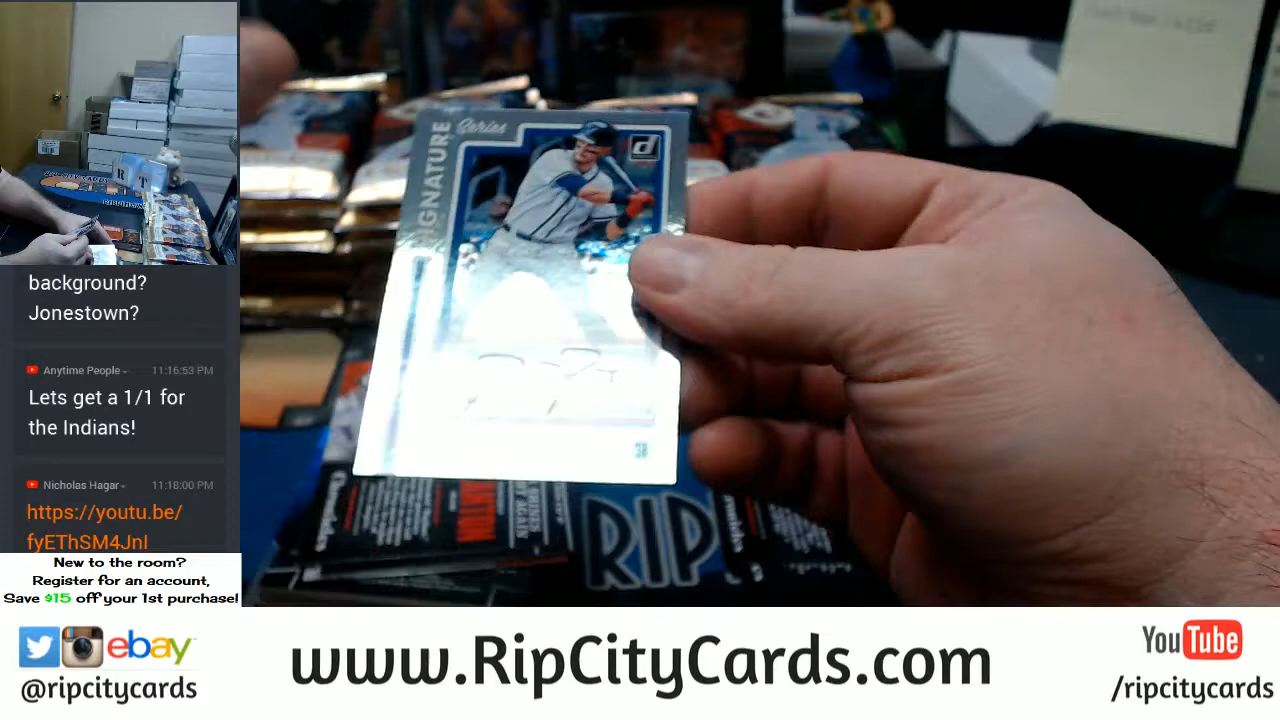 background?
Jonestown?
Anytime People
11:16:53 PM
Lets get a 1/1 for
the Indians!
Nicholas Hagar
11:18:00 PM
https://youtu.be/
fyEThSM4JnI
New to the room?
Register for an account,
Save $15 off your 1st purchase!
SIGNATURE
Series
d
RIP
Chronicles
ebay
@ripcitycards
www.RipCityCards.com
YouTube
/ripcitycards